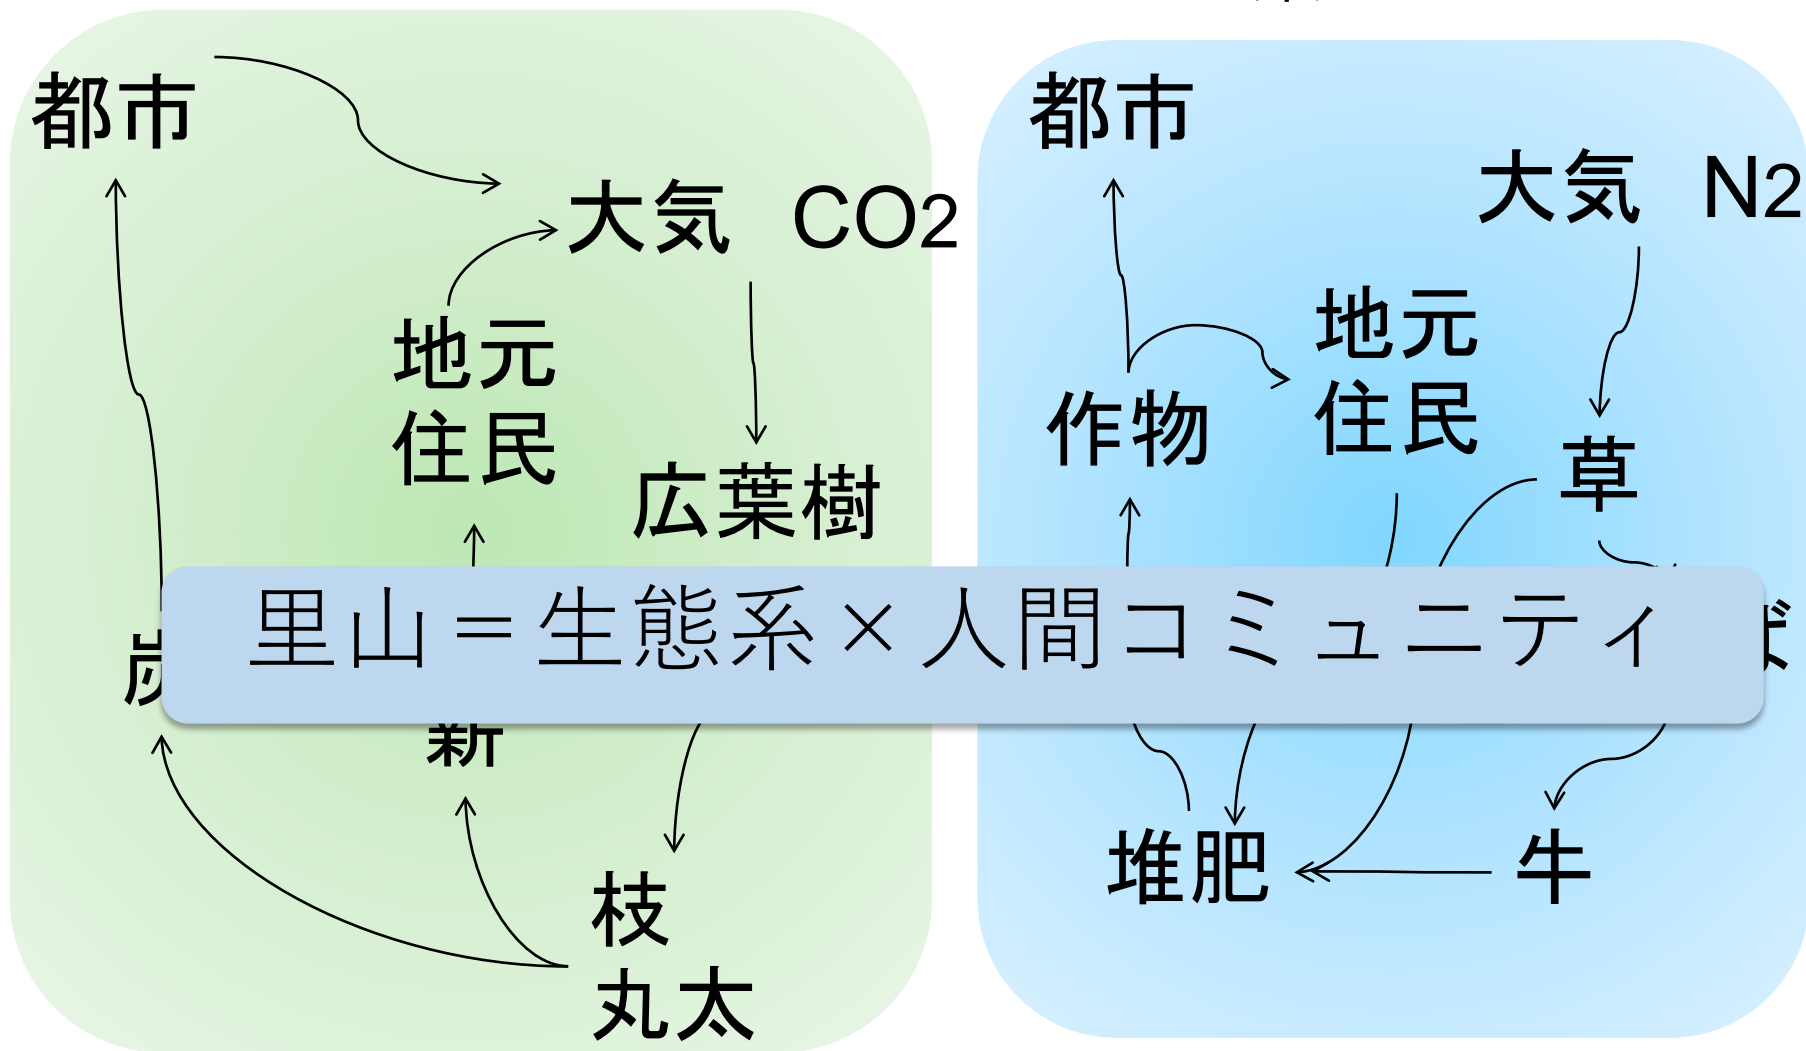 都市
大気 CO2
地元
住民
広葉樹
枝
丸太
都市
大気 N2
地元
住民
作物
草
里山＝生態系×人間コミュニティ
堆肥
牛